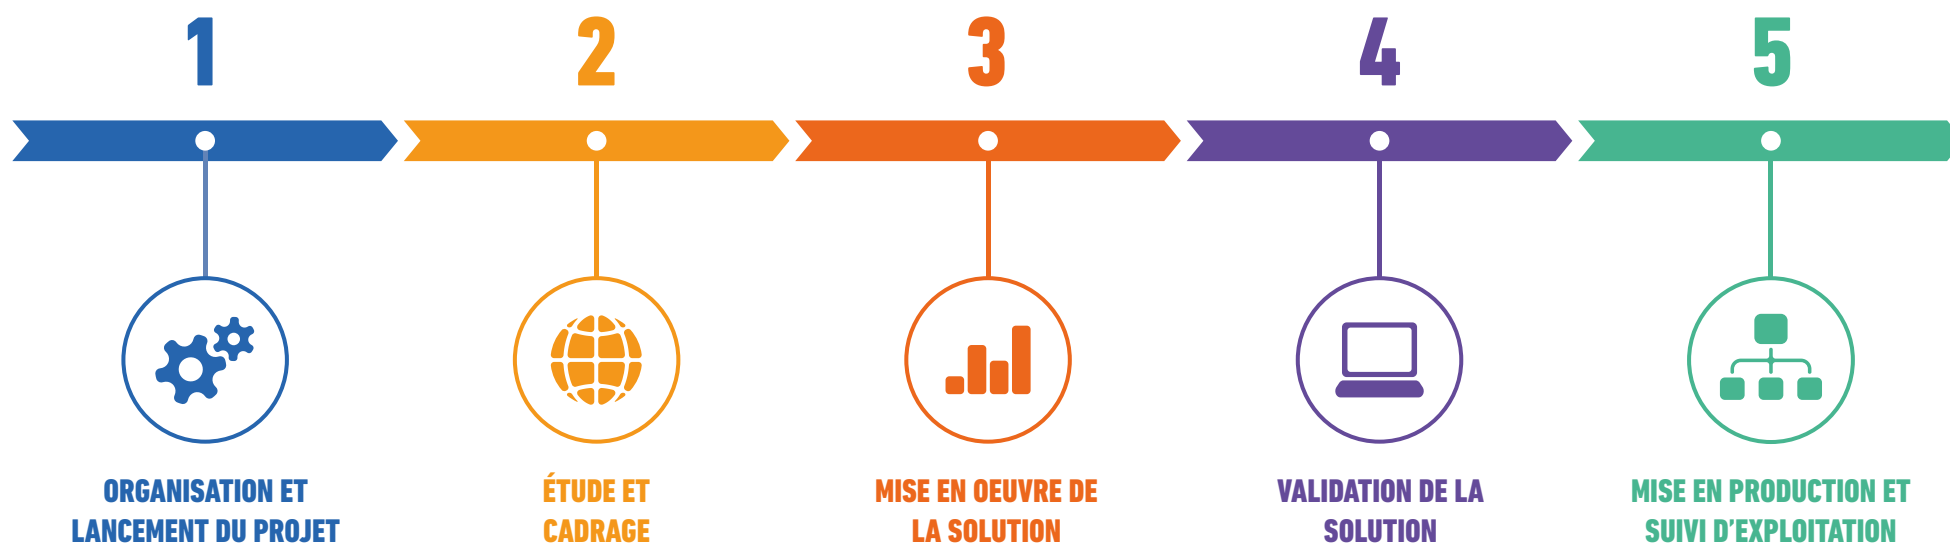 1
2
3
4
5
ORGANISATION ET
LANCEMENT DU PROJET
ÉTUDE ET
CADRAGE
MISE EN OEUVRE DE
LA SOLUTION
VALIDATION DE LA
SOLUTION
MISE EN PRODUCTION ET
SUIVI D'EXPLOITATION